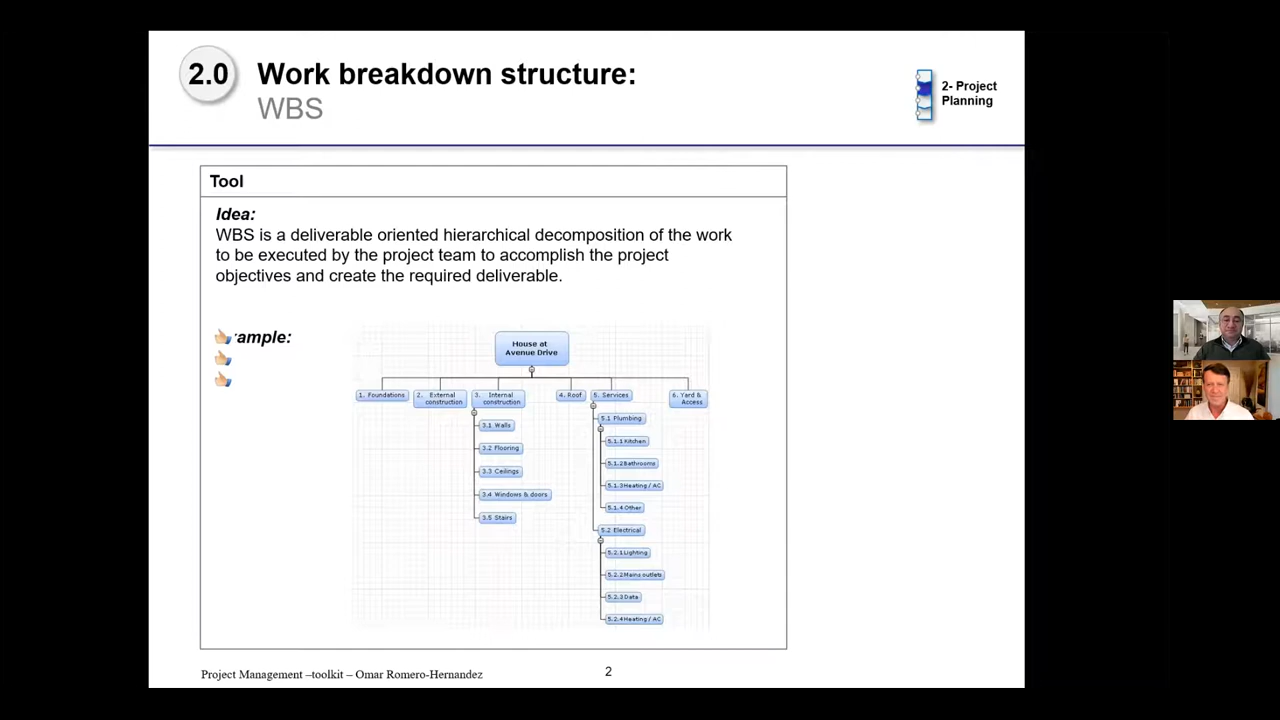 2.0
Work breakdown structure:
WBS
2- Project
Planning
Tool
Idea:
WBS is a deliverable oriented hierarchical decomposition of the work
to be executed by the project team to accomplish the project
objectives and create the required deliverable.
ample:
House at
Avenue Drive
1. Foundations
2. External
construction
3. Internal
construction
4. Roof
5. Services
6. Yard &
Access
3.1 Walls
3.2 Flooring
3.3 Ceilings
3.4 Windows & doors
3.5 Stairs
5.1 Plumbing
5.1.1 Kitchen
5.1.2 Bathrooms
5.1.3 Heating / AC
5.1.4 Other
5.2 Electrical
5.2.1 Lighting
5.2.2 Mains outlets
5.2.3 Data
5.2.4 Heating / AC
Project Management –toolkit – Omar Romero-Hernandez
2